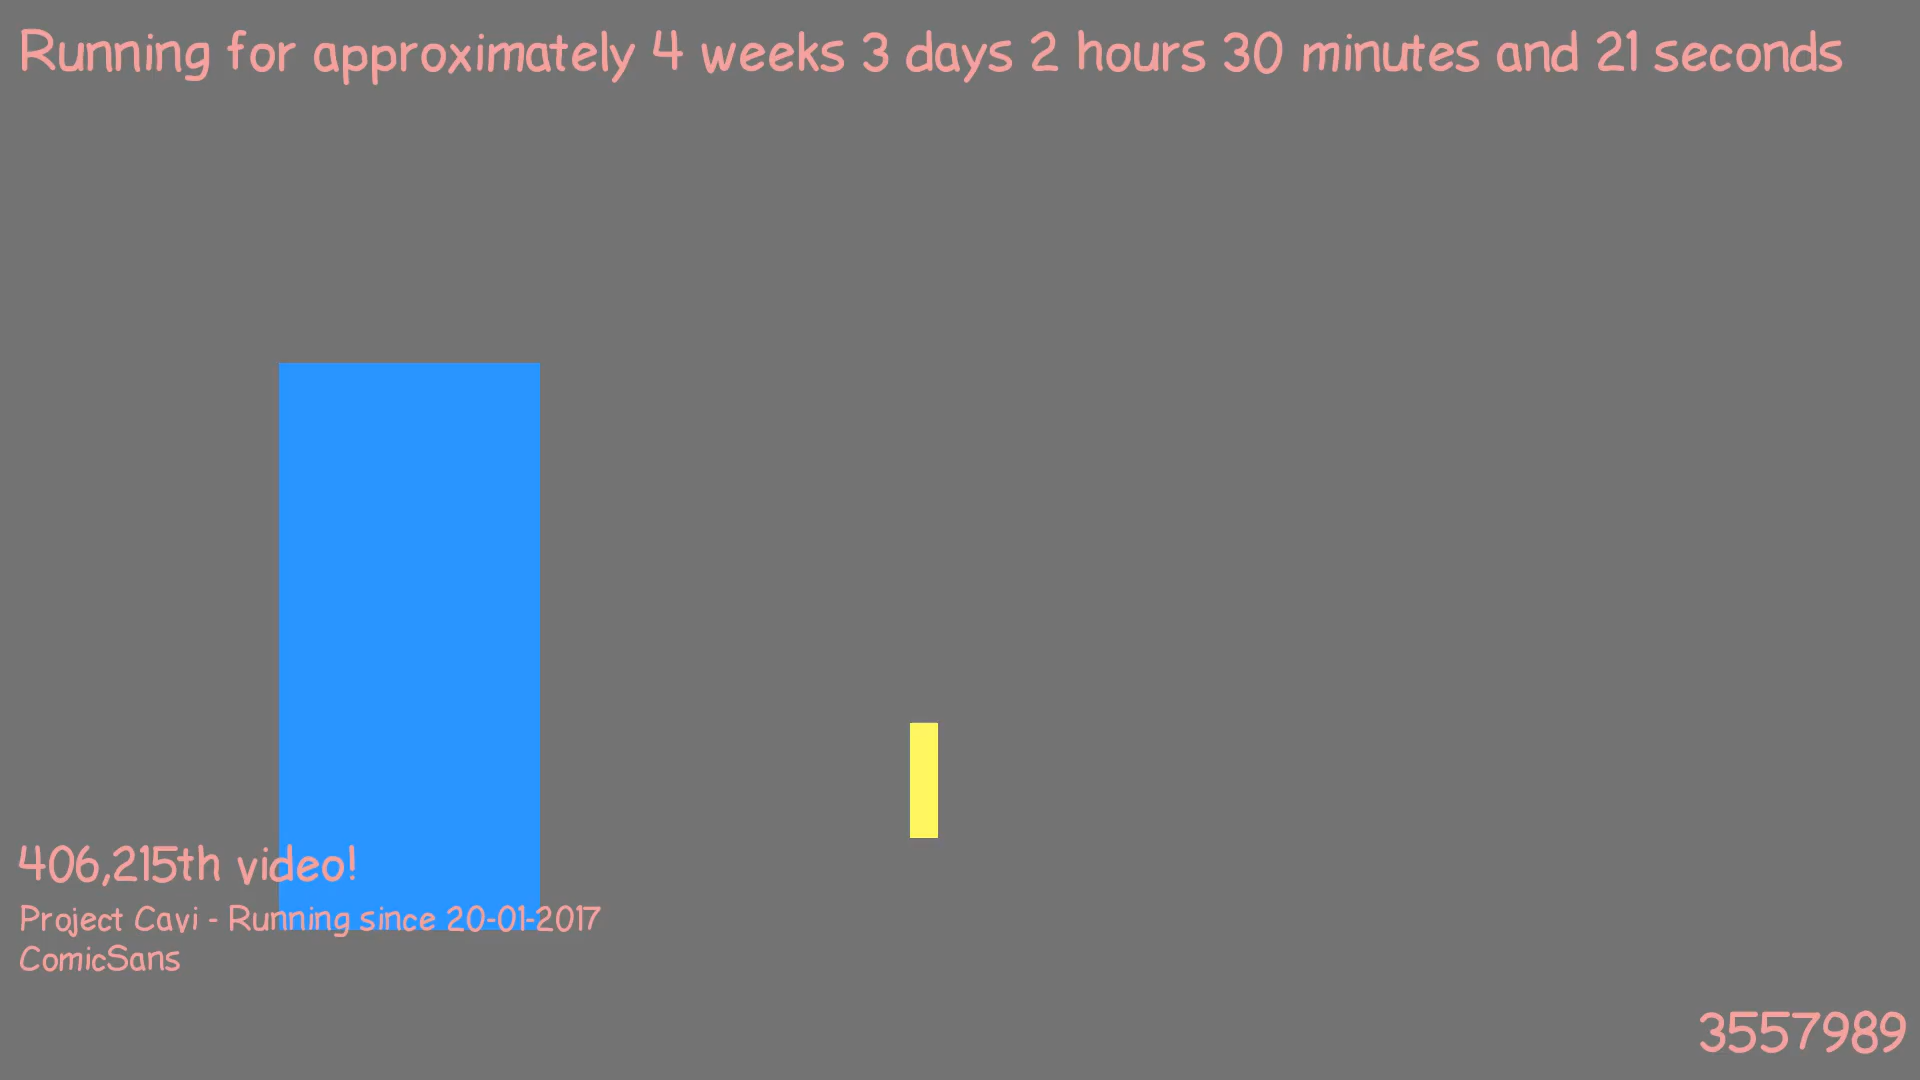 Running for approximately 4 weeks 3 days 2 hours 30 minutes and 21 seconds
406,215th video!
Project Cavi - Running since 20-01-2017
ComicSans
3557989